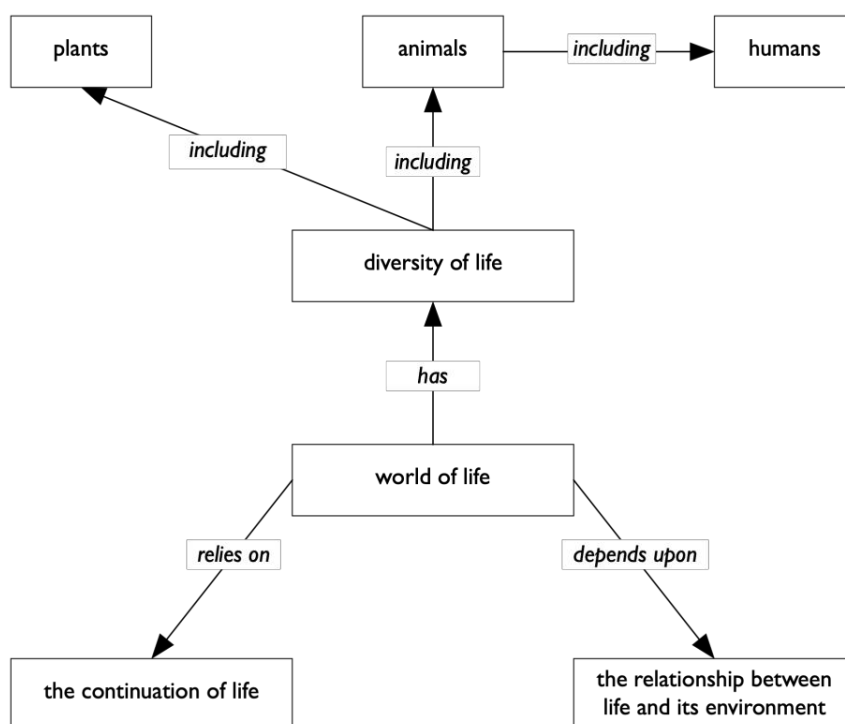 plants
animals
including
humans
including
including
diversity of life
has
world of life
relies on
depends upon
the continuation of life
the relationship between
life and its environment